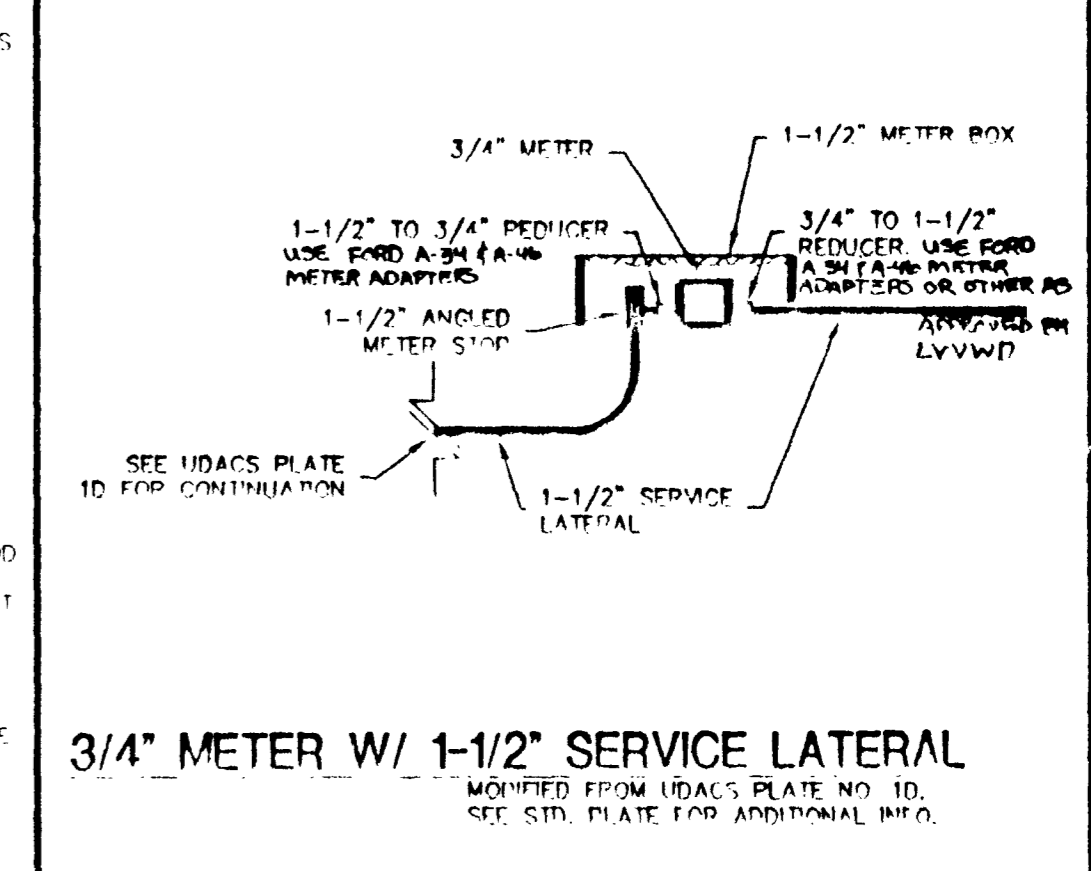 S
3/4" METER
1-1/2" METER BOX
1-1/2" TO 3/4" REDUCER
USE FORD A-34 & A-46
METER ADAPTERS
3/4" TO 1-1/2"
REDUCER. USE FORD
A-34 & A-46 METER
ADAPTERS OR OTHER AS
APPROVED BY
LVVWD
1-1/2" ANGLED
METER STOP
SEE UDACS PLATE
1D FOR CONTINUATION
1-1/2" SERVICE
LATERAL
OD
T
E
3/4" METER W/ 1-1/2" SERVICE LATERAL
MODIFIED FROM UDACS PLATE NO 1D.
SEE STD. PLATE FOR ADDITIONAL INFO.